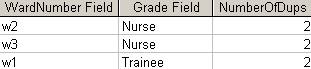 WardNumber Field Grade Field NumberOfDups
w2 Nurse 2
w3 Nurse 2
w1 Trainee 2